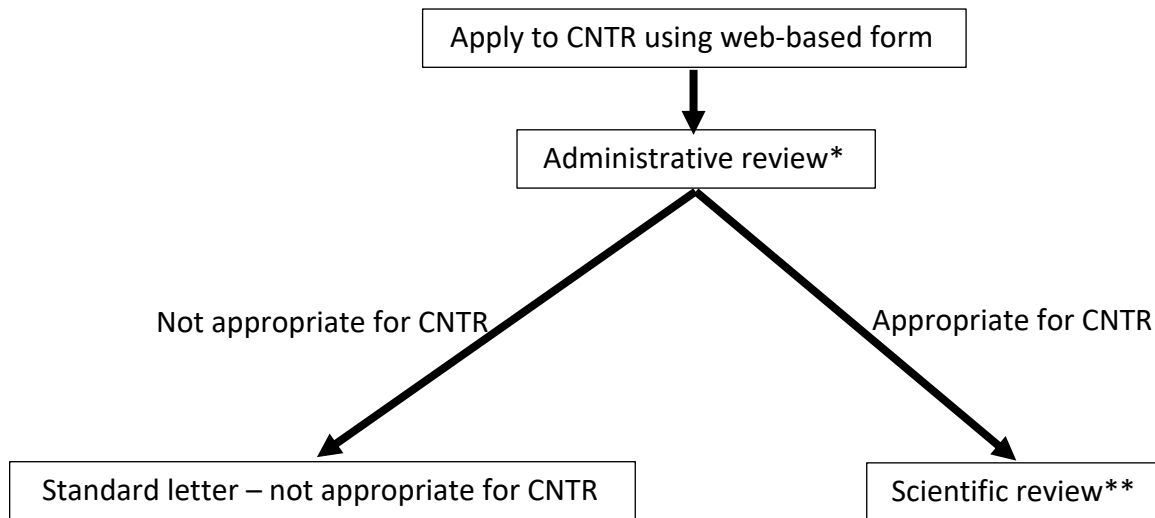 Apply to CNTR using web-based form
Administrative review*
Not appropriate for CNTR
Appropriate for CNTR
Standard letter – not appropriate for CNTR
Scientific review**